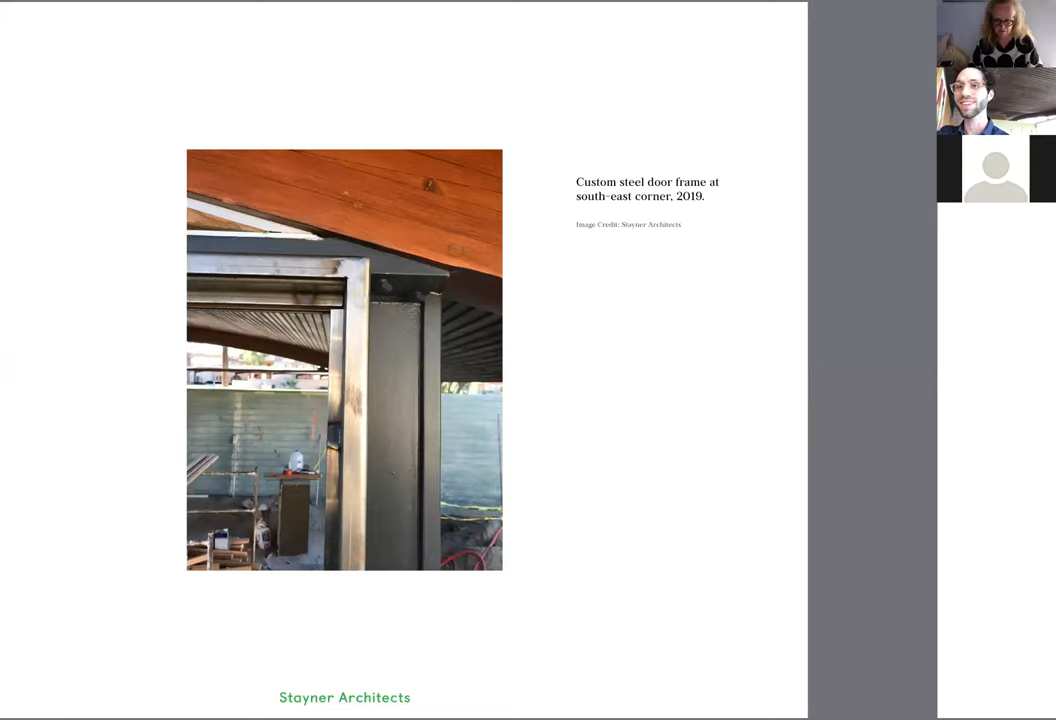 Custom steel door frame at
south-east corner, 2019.
Image Credit: Stayner Architects
Stayner Architects